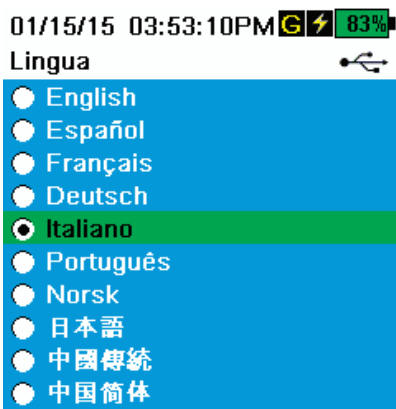 01/15/15 03:53:10PM G 83%
Lingua
English
Español
Français
Deutsch
Italiano
Português
Norsk
日本語
中國傳統
中国简体